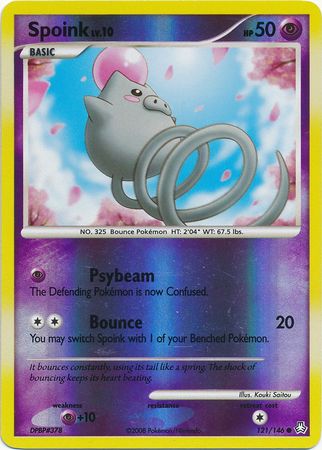 Spoink LV.10 HP 50
BASIC
NO. 325 Bounce Pokémon HT: 2'04" WT: 67.5 lbs.
Psybeam
The Defending Pokémon is now Confused.
Bounce 20
You may switch Spoink with 1 of your Benched Pokémon.
It bounces constantly, using its tail like a spring. The shock of
bouncing keeps its heart beating.
Illus. Kouki Saitou
weakness resistance retreat cost
+10
DPBP#378 ©2008 Pokémon/Nintendo. 121/146